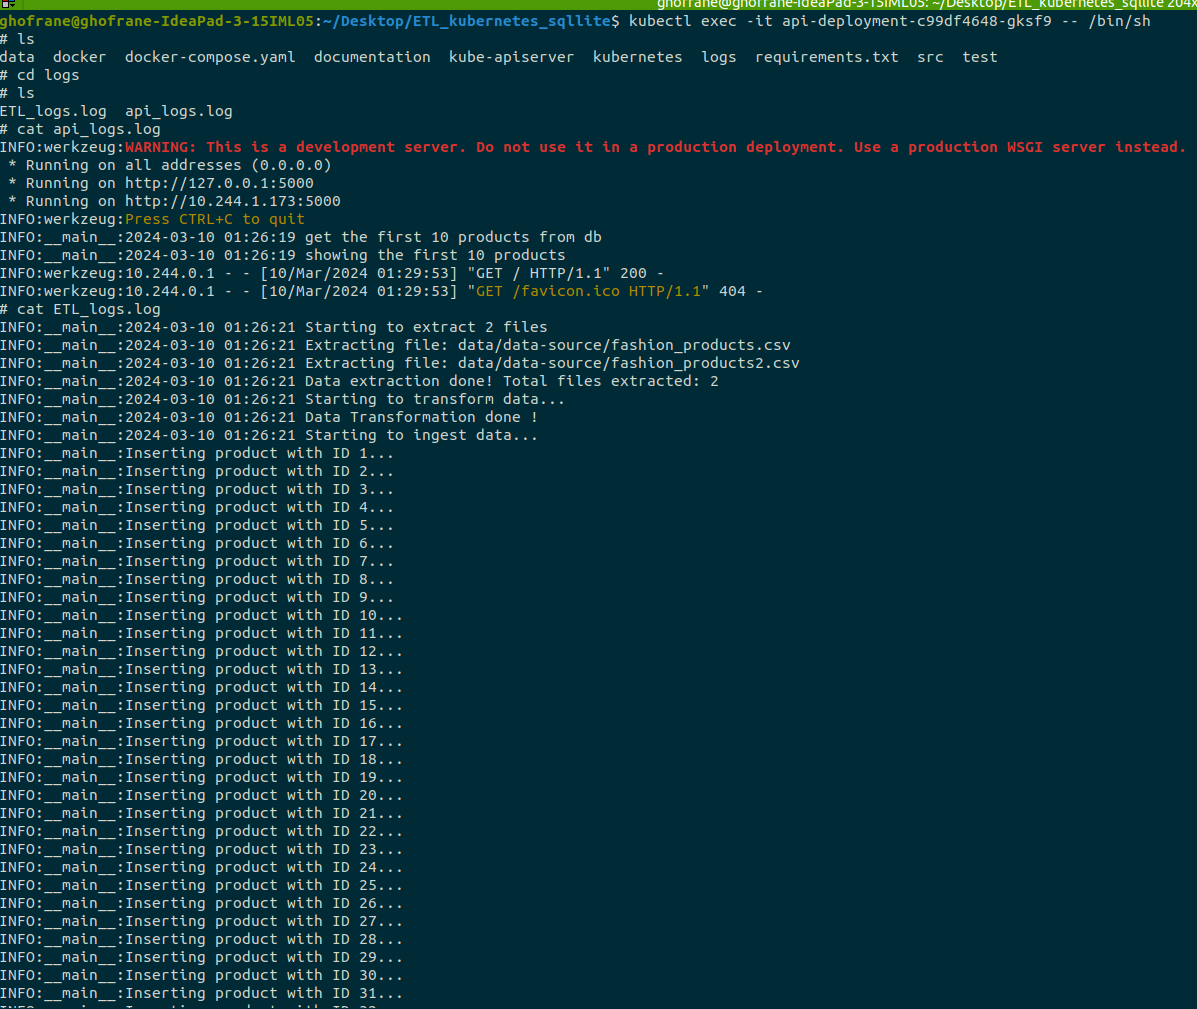 ghofrane@ghofrane-IdeaPad-3-15IML05: ~/Desktop/ETL_kubernetes_sqllite 204x
ghofrane@ghofrane-IdeaPad-3-15IML05:~/Desktop/ETL_kubernetes_sqllite$ kubectl exec -it api-deployment-c99df4648-gksf9 -- /bin/sh
# ls
data  docker  docker-compose.yaml  documentation  kube-apiserver  kubernetes  logs  requirements.txt  src  test
# cd logs
# ls
ETL_logs.log  api_logs.log
# cat api_logs.log
INFO:werkzeug:WARNING: This is a development server. Do not use it in a production deployment. Use a production WSGI server instead.
 * Running on all addresses (0.0.0.0)
 * Running on http://127.0.0.1:5000
 * Running on http://10.244.1.173:5000
INFO:werkzeug:Press CTRL+C to quit
INFO:__main__:2024-03-10 01:26:19 get the first 10 products from db
INFO:__main__:2024-03-10 01:26:19 showing the first 10 products
INFO:werkzeug:10.244.0.1 - - [10/Mar/2024 01:29:53] "GET / HTTP/1.1" 200 -
INFO:werkzeug:10.244.0.1 - - [10/Mar/2024 01:29:53] "GET /favicon.ico HTTP/1.1" 404 -
# cat ETL_logs.log
INFO:__main__:2024-03-10 01:26:21 Starting to extract 2 files
INFO:__main__:2024-03-10 01:26:21 Extracting file: data/data-source/fashion_products.csv
INFO:__main__:2024-03-10 01:26:21 Extracting file: data/data-source/fashion_products2.csv
INFO:__main__:2024-03-10 01:26:21 Data extraction done! Total files extracted: 2
INFO:__main__:2024-03-10 01:26:21 Starting to transform data...
INFO:__main__:2024-03-10 01:26:21 Data Transformation done !
INFO:__main__:2024-03-10 01:26:21 Starting to ingest data...
INFO:__main__:Inserting product with ID 1...
INFO:__main__:Inserting product with ID 2...
INFO:__main__:Inserting product with ID 3...
INFO:__main__:Inserting product with ID 4...
INFO:__main__:Inserting product with ID 5...
INFO:__main__:Inserting product with ID 6...
INFO:__main__:Inserting product with ID 7...
INFO:__main__:Inserting product with ID 8...
INFO:__main__:Inserting product with ID 9...
INFO:__main__:Inserting product with ID 10...
INFO:__main__:Inserting product with ID 11...
INFO:__main__:Inserting product with ID 12...
INFO:__main__:Inserting product with ID 13...
INFO:__main__:Inserting product with ID 14...
INFO:__main__:Inserting product with ID 15...
INFO:__main__:Inserting product with ID 16...
INFO:__main__:Inserting product with ID 17...
INFO:__main__:Inserting product with ID 18...
INFO:__main__:Inserting product with ID 19...
INFO:__main__:Inserting product with ID 20...
INFO:__main__:Inserting product with ID 21...
INFO:__main__:Inserting product with ID 22...
INFO:__main__:Inserting product with ID 23...
INFO:__main__:Inserting product with ID 24...
INFO:__main__:Inserting product with ID 25...
INFO:__main__:Inserting product with ID 26...
INFO:__main__:Inserting product with ID 27...
INFO:__main__:Inserting product with ID 28...
INFO:__main__:Inserting product with ID 29...
INFO:__main__:Inserting product with ID 30...
INFO:__main__:Inserting product with ID 31...